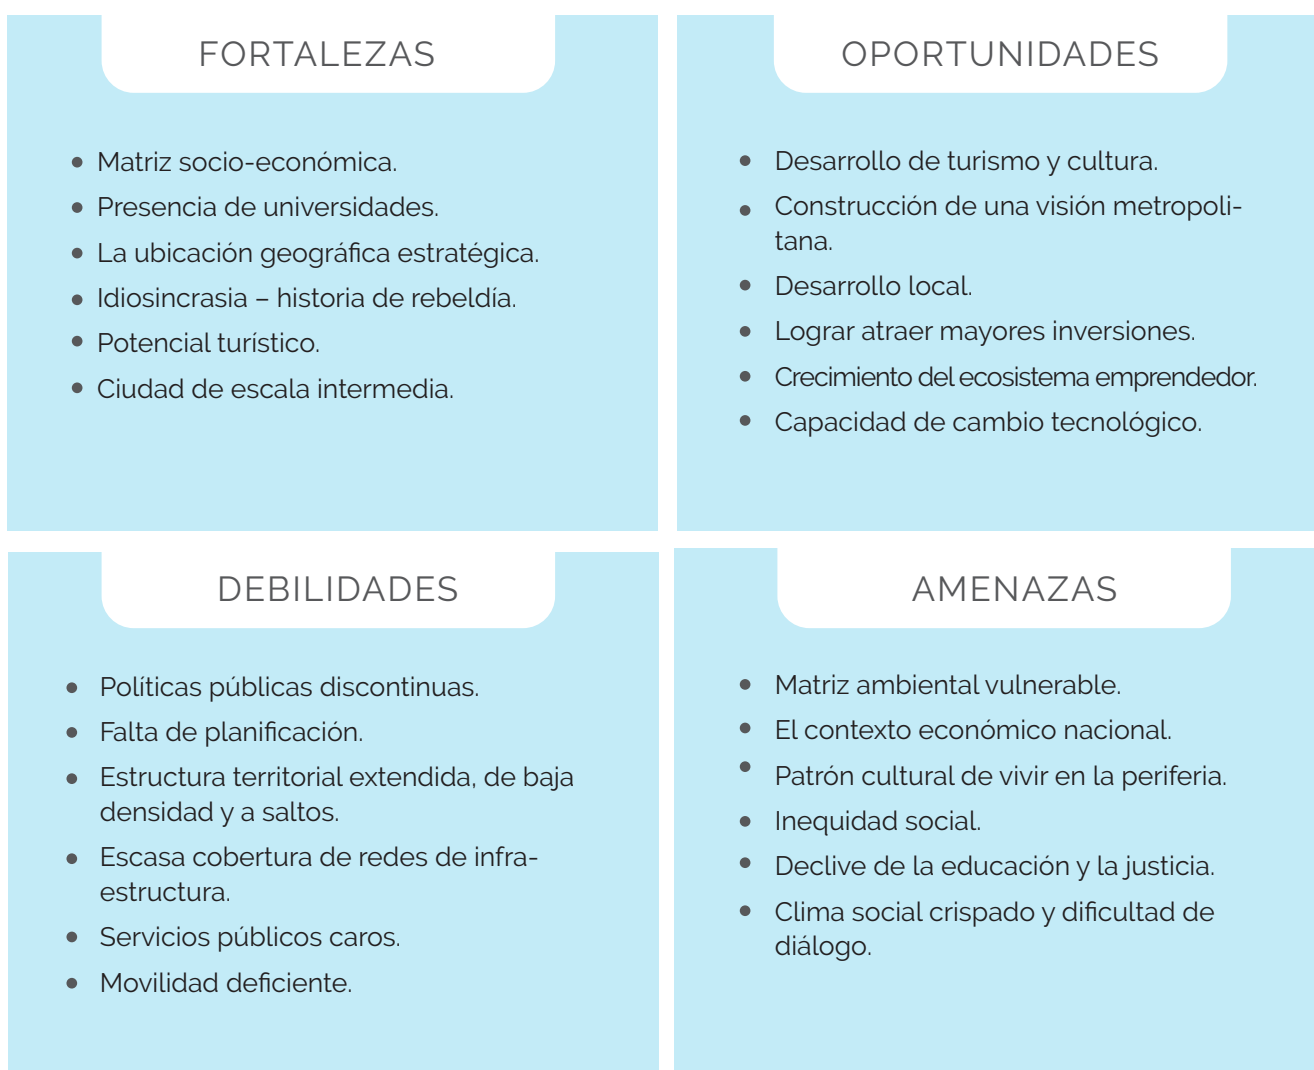 FORTALEZAS
• Matriz socio-económica.
• Presencia de universidades.
• La ubicación geográfica estratégica.
• Idiosincrasia – historia de rebeldía.
• Potencial turístico.
• Ciudad de escala intermedia.
OPORTUNIDADES
• Desarrollo de turismo y cultura.
• Construcción de una visión metropoli-
tana.
• Desarrollo local.
• Lograr atraer mayores inversiones.
• Crecimiento del ecosistema emprendedor.
• Capacidad de cambio tecnológico.
DEBILIDADES
• Políticas públicas discontinuas.
• Falta de planificación.
• Estructura territorial extendida, de baja
densidad y a saltos.
• Escasa cobertura de redes de infra-
estructura.
• Servicios públicos caros.
• Movilidad deficiente.
AMENAZAS
• Matriz ambiental vulnerable.
• El contexto económico nacional.
• Patrón cultural de vivir en la periferia.
• Inequidad social.
• Declive de la educación y la justicia.
• Clima social crispado y dificultad de
diálogo.